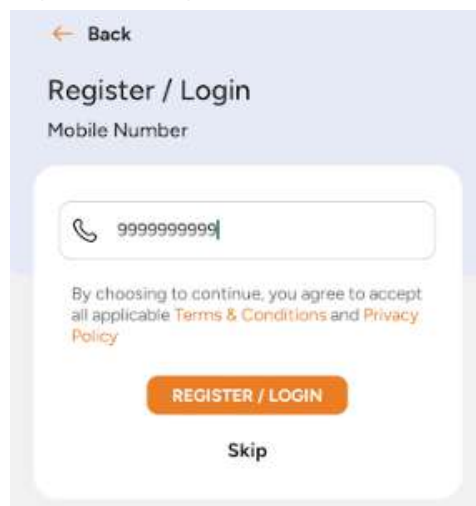 ← Back
Register / Login
Mobile Number
9999999999
By choosing to continue, you agree to accept
all applicable Terms & Conditions and Privacy
Policy
REGISTER / LOGIN
Skip